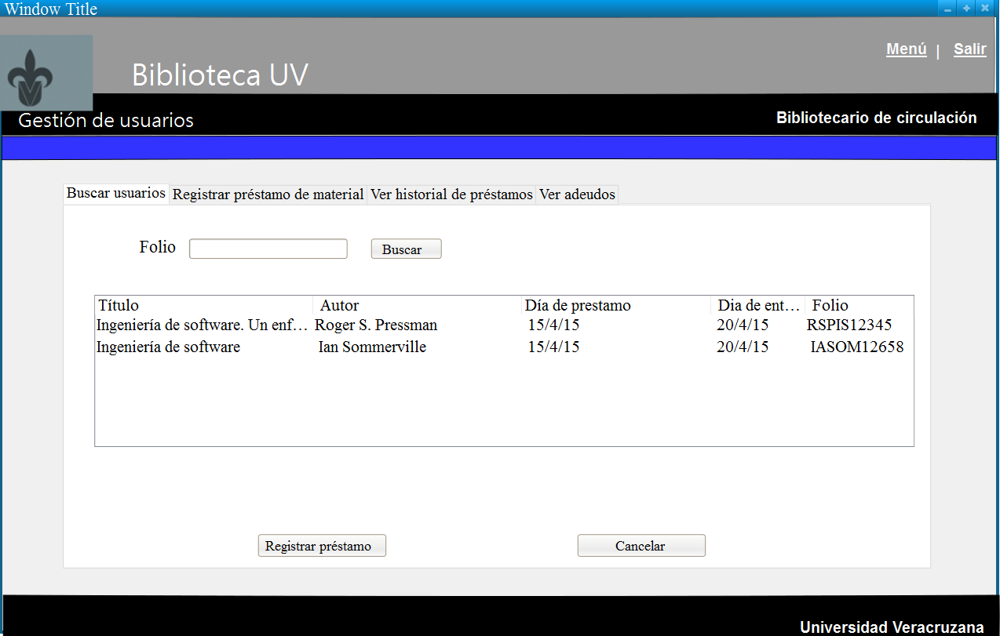 Window Title
Menú | Salir
Biblioteca UV
Gestión de usuarios
Bibliotecario de circulación
Buscar usuarios Registrar préstamo de material Ver historial de préstamos Ver adeudos
Folio Buscar
Título Autor Día de prestamo Dia de ent... Folio
Ingeniería de software. Un enf... Roger S. Pressman 15/4/15 20/4/15 RSPIS12345
Ingeniería de software Ian Sommerville 15/4/15 20/4/15 IASOM12658
Registrar préstamo Cancelar
Universidad Veracruzana